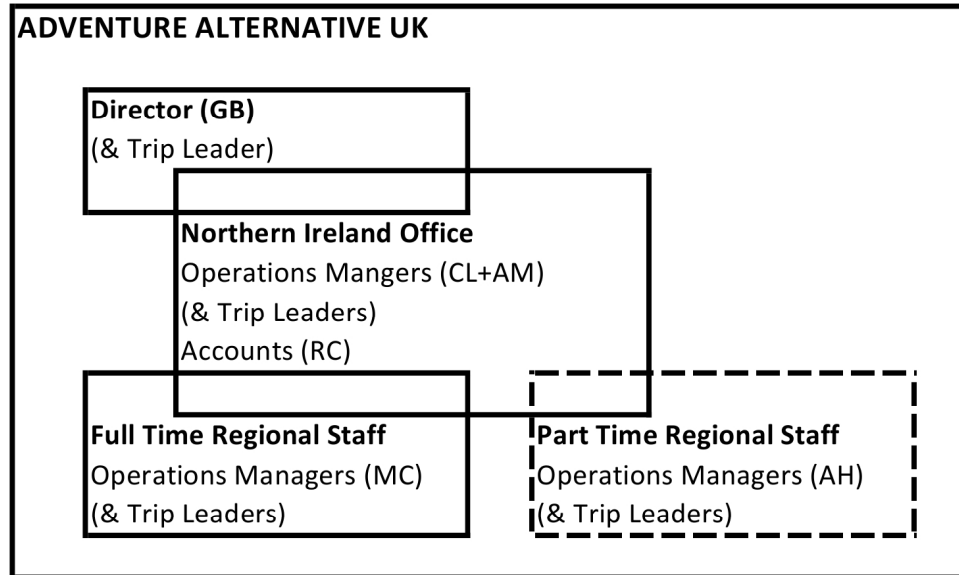 ADVENTURE ALTERNATIVE UK
Director (GB)
(& Trip Leader)
Northern Ireland Office
Operations Mangers (CL+AM)
(& Trip Leaders)
Accounts (RC)
Full Time Regional Staff
Operations Managers (MC)
(& Trip Leaders)
Part Time Regional Staff
Operations Managers (AH)
(& Trip Leaders)